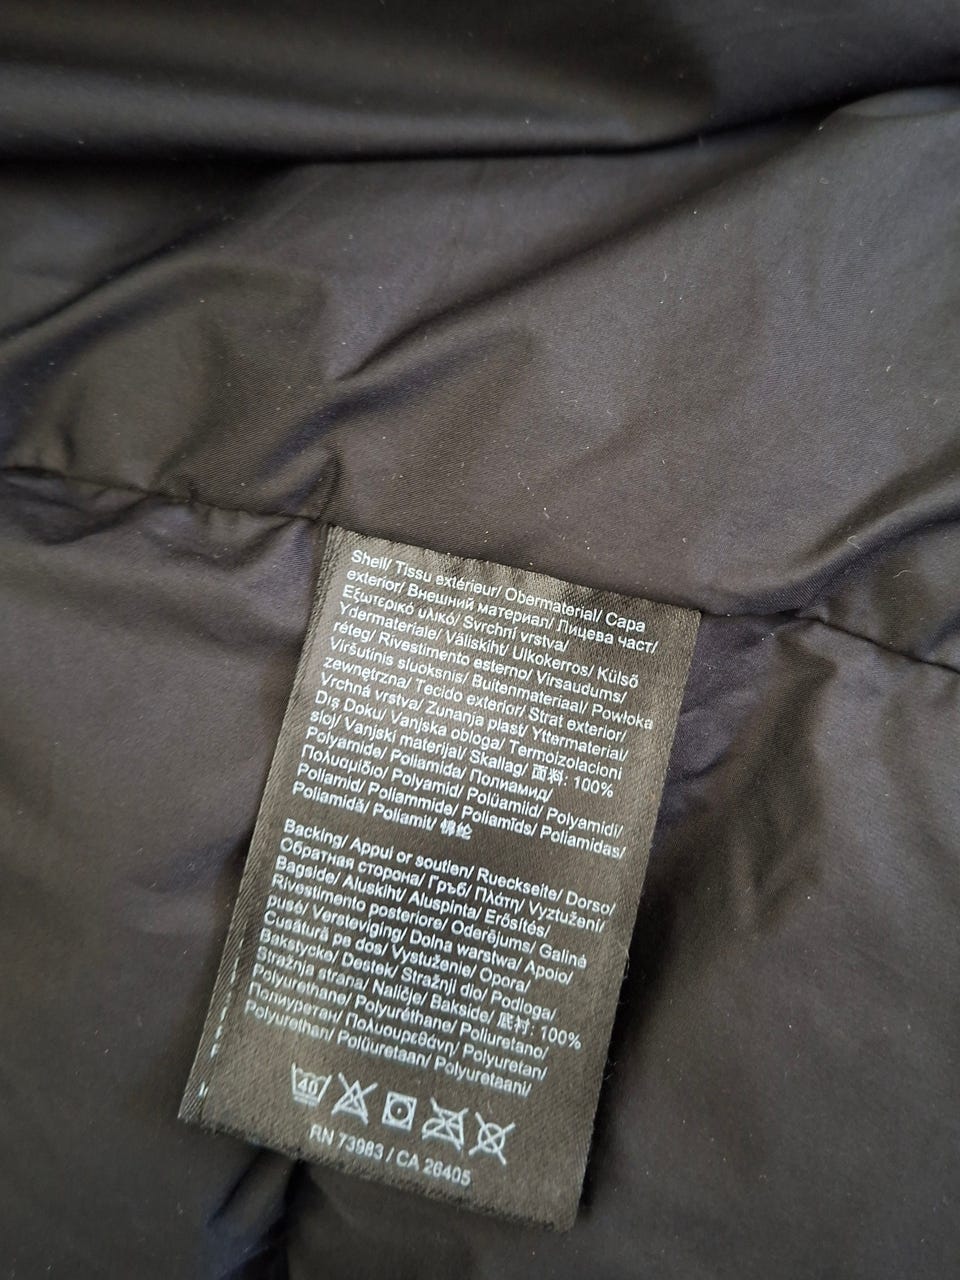 Shell/ Tissu extérieur/ Obermaterial/ Capa
exterior/ Внешний материал/ Лицева част/
Εξωτερικό υλικό/ Svrchní vrstva/
Ydermateriale/ Väliskiht/ Ulkokerros/ Külső
réteg/ Rivestimento esterno/ Virsaudums/
Viršutinis sluoksnis/ Buitenmateriaal/ Powłoka
zewnętrzna/ Tecido exterior/ Strat exterior/
Vrchná vrstva/ Zunanja plast/ Yttermaterial/
Dış Doku/ Vanjska obloga/ Termoizolacioni
sloj/ Vanjski materijal/ Skallag/ 面料: 100%
Polyamide/ Poliamida/ Полиамид/
Πολυαμίδιο/ Polyamid/ Polüamiid/ Polyamidi/
Poliamid/ Poliammide/ Poliamīds/ Poliamidas/
Poliamidă/ Poliamit/ 锦纶
Backing/ Appui or soutien/ Rueckseite/ Dorso/
Обратная сторона/ Гръб/ Πλάτη/ Vyztužení/
Bagside/ Aluskiht/ Aluspinta/ Erősítés/
Rivestimento posteriore/ Oderējums/ Galinė
pusė/ Versteviging/ Dolna warstwa/ Apoio/
Cusătură pe dos/ Vystuženie/ Opora/
Bakstycke/ Destek/ Stražnji dio/ Podloga/
Stražnja strana/ Naličje/ Bakside/ 底村: 100%
Polyurethane/ Polyuréthane/ Poliuretano/
Полиуретан/ Πολυουρεθάνη/ Polyuretan/
Polyurethan/ Polüuretaan/ Polyuretaani/
40
RN 73983 / CA 26405